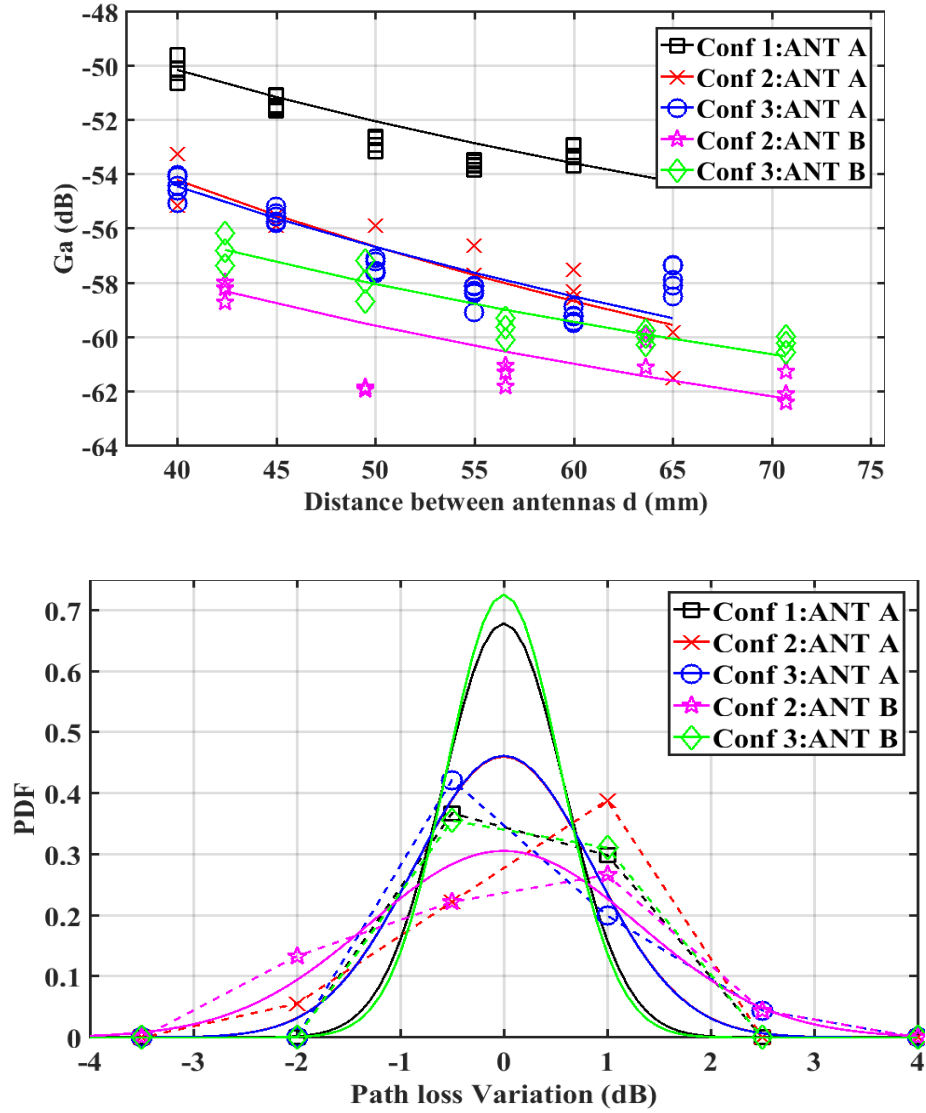 -48
-50
-52
-54
-56
-58
-60
-62
-64
Ga (dB)
Conf 1:ANT A
Conf 2:ANT A
Conf 3:ANT A
Conf 2:ANT B
Conf 3:ANT B
40 45 50 55 60 65 70 75
Distance between antennas d (mm)
0.7
0.6
0.5
0.4
0.3
0.2
0.1
0
PDF
Conf 1:ANT A
Conf 2:ANT A
Conf 3:ANT A
Conf 2:ANT B
Conf 3:ANT B
-4 -3 -2 -1 0 1 2 3 4
Path loss Variation (dB)